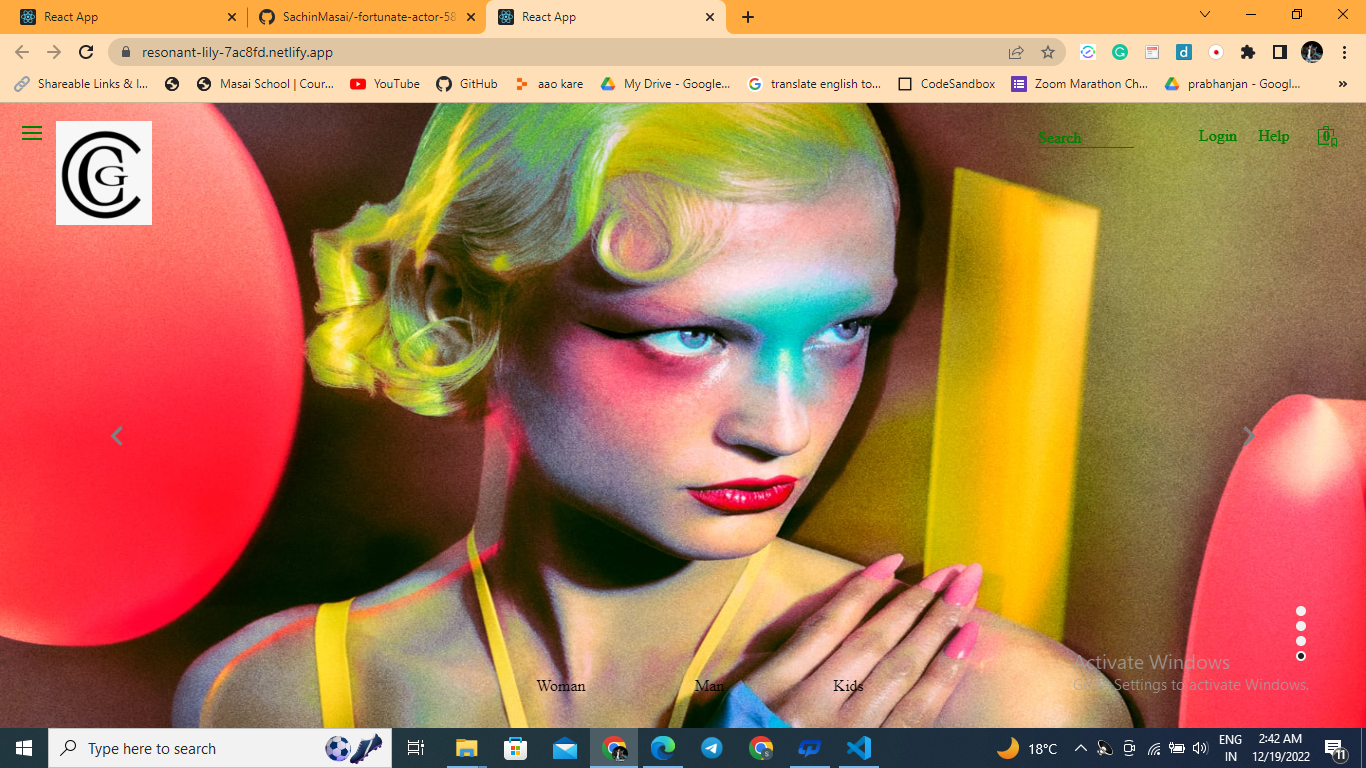 React App
SachinMasai/-fortunate-actor-58
React App
resonant-lily-7ac8fd.netlify.app
Shareable Links & I...
Masai School | Cour...
YouTube
GitHub
aao kare
My Drive - Google...
translate english to...
CodeSandbox
Zoom Marathon Ch...
prabhanjan - Googl...
»
CGC
Search
Login
Help
0
Woman
Man
Kids
Activate Windows
Go to Settings to activate Windows.
Type here to search
18°C
ENG
IN
2:42 AM
12/19/2022
11